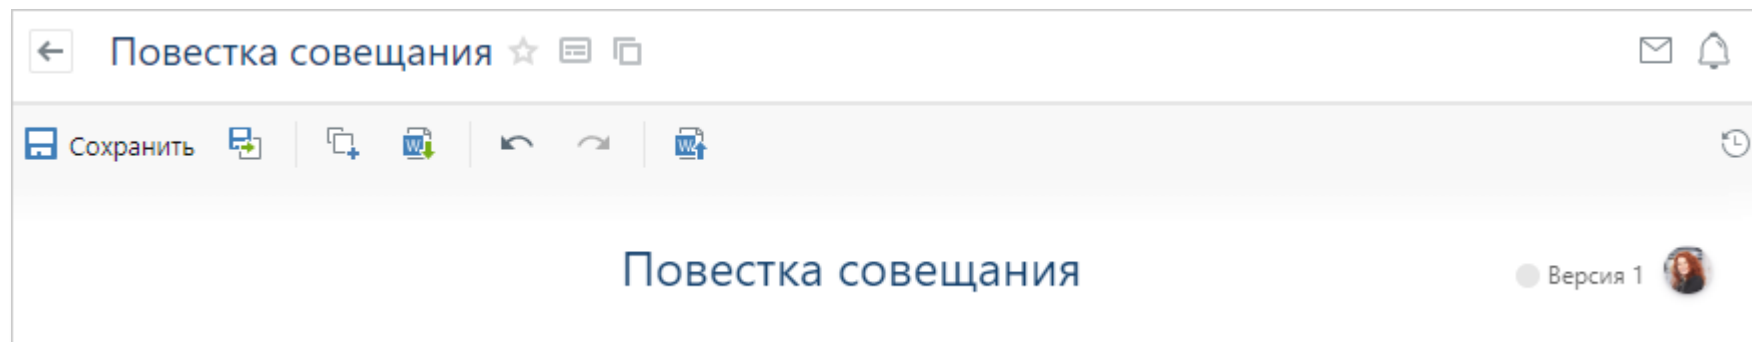 Повестка совещания
Сохранить
Повестка совещания
Версия 1